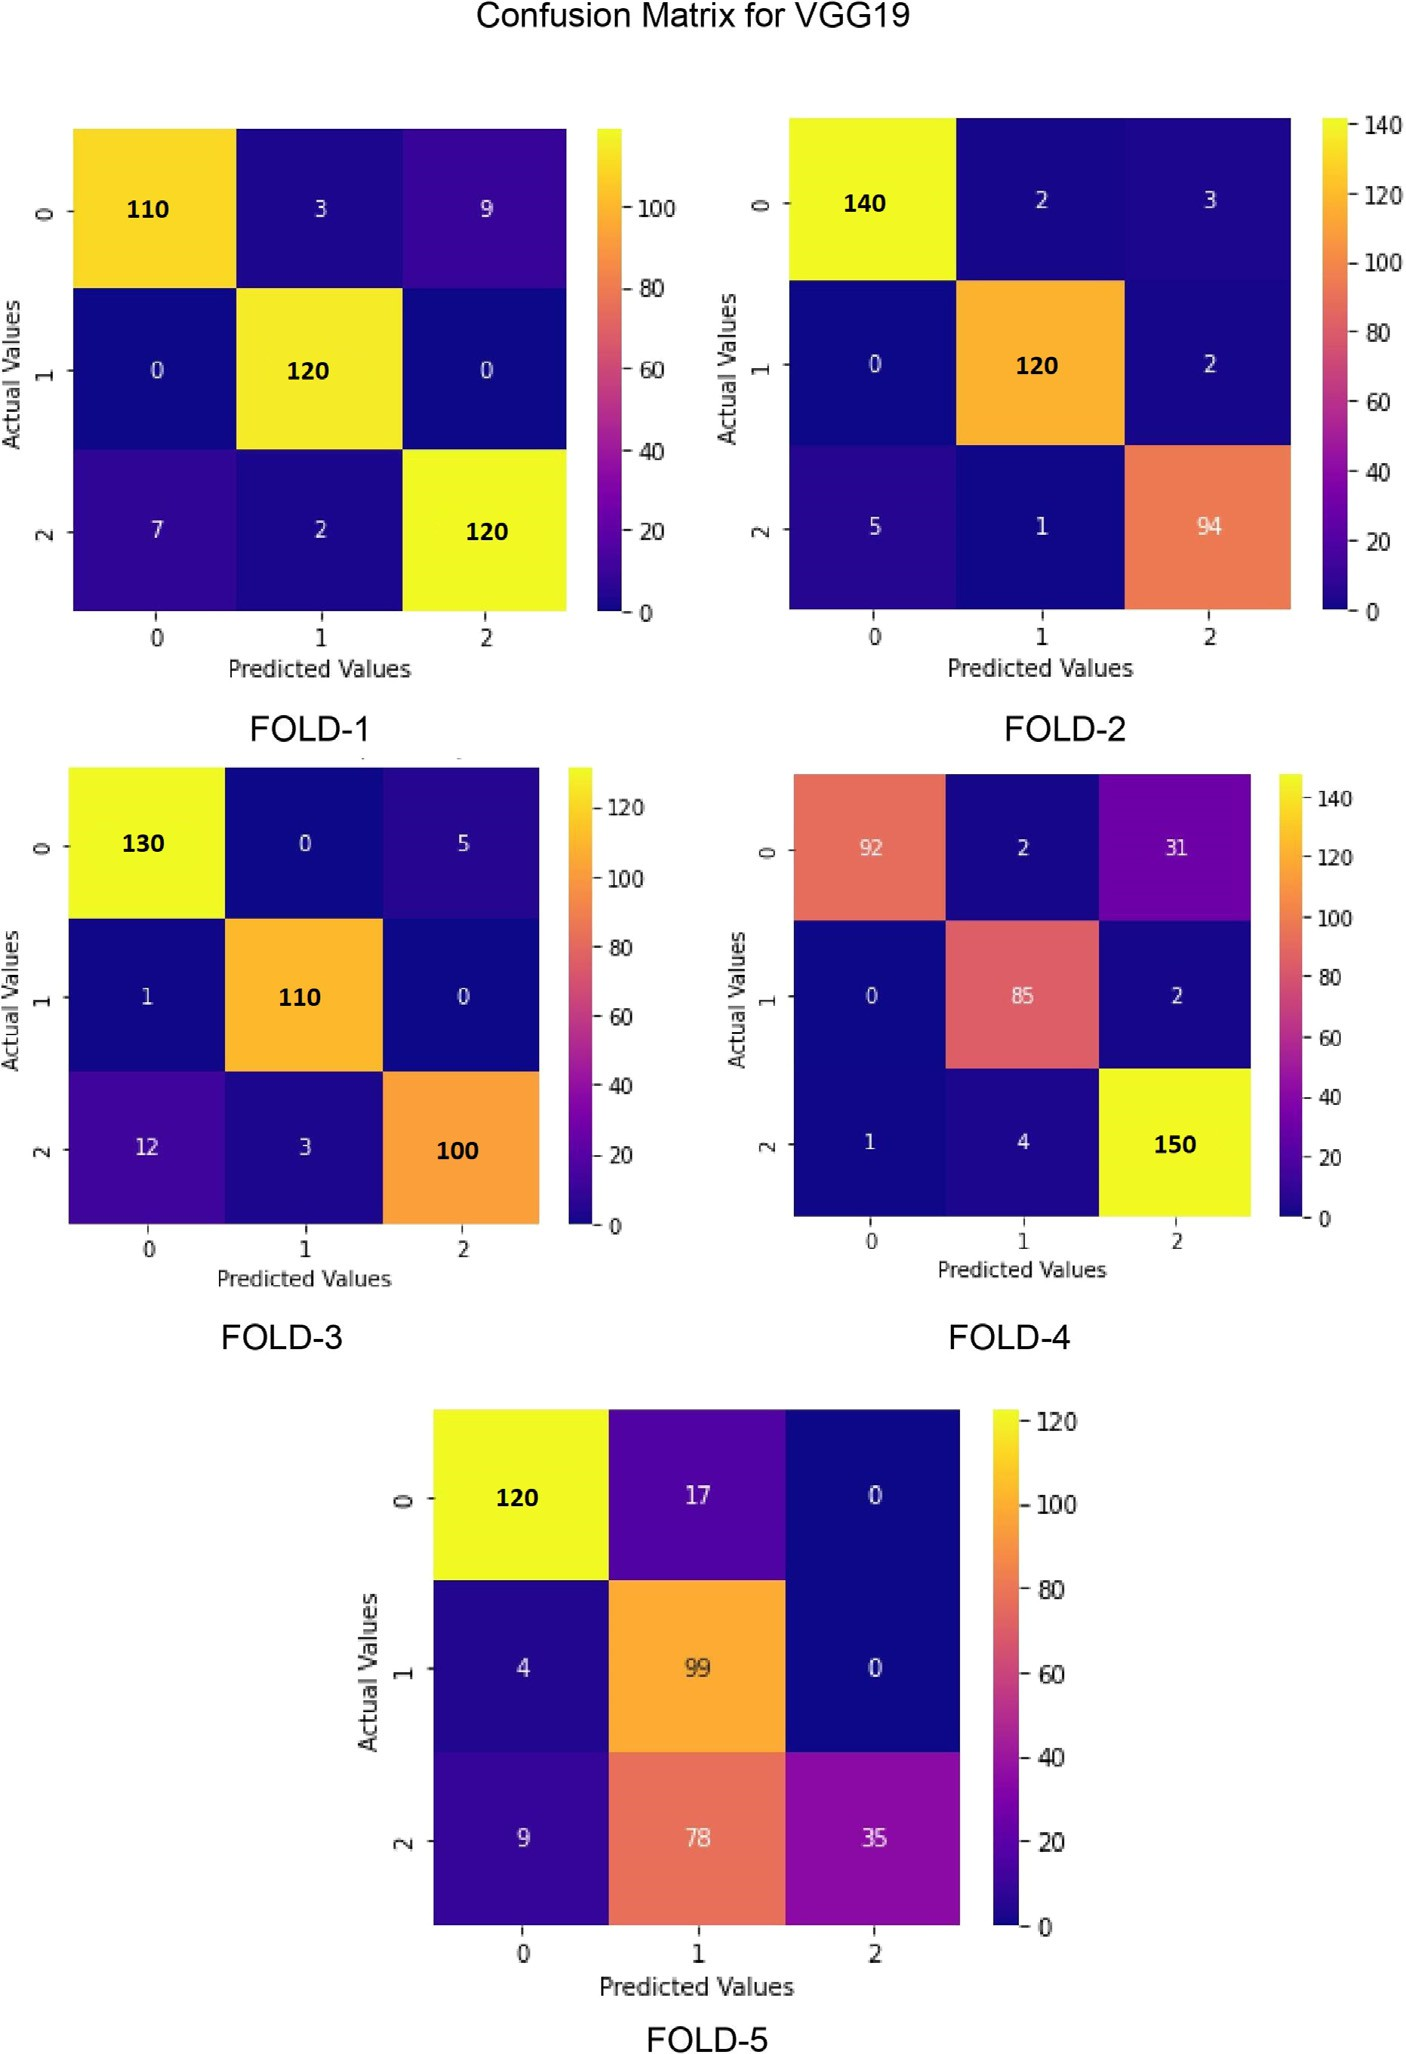 Confusion Matrix for VGG19
110 3 9
0 120 0
7 2 120
0 1 2
Actual Values
0 1 2
Predicted Values
100
80
60
40
20
0
FOLD-1
140 2 3
0 120 2
5 1 94
0 1 2
Actual Values
0 1 2
Predicted Values
140
120
100
80
60
40
20
0
FOLD-2
130 0 5
1 110 0
12 3 100
0 1 2
Actual Values
0 1 2
Predicted Values
120
100
80
60
40
20
0
FOLD-3
92 2 31
0 85 2
1 4 150
0 1 2
Actual Values
0 1 2
Predicted Values
140
120
100
80
60
40
20
0
FOLD-4
120 17 0
4 99 0
9 78 35
0 1 2
Actual Values
0 1 2
Predicted Values
120
100
80
60
40
20
0
FOLD-5